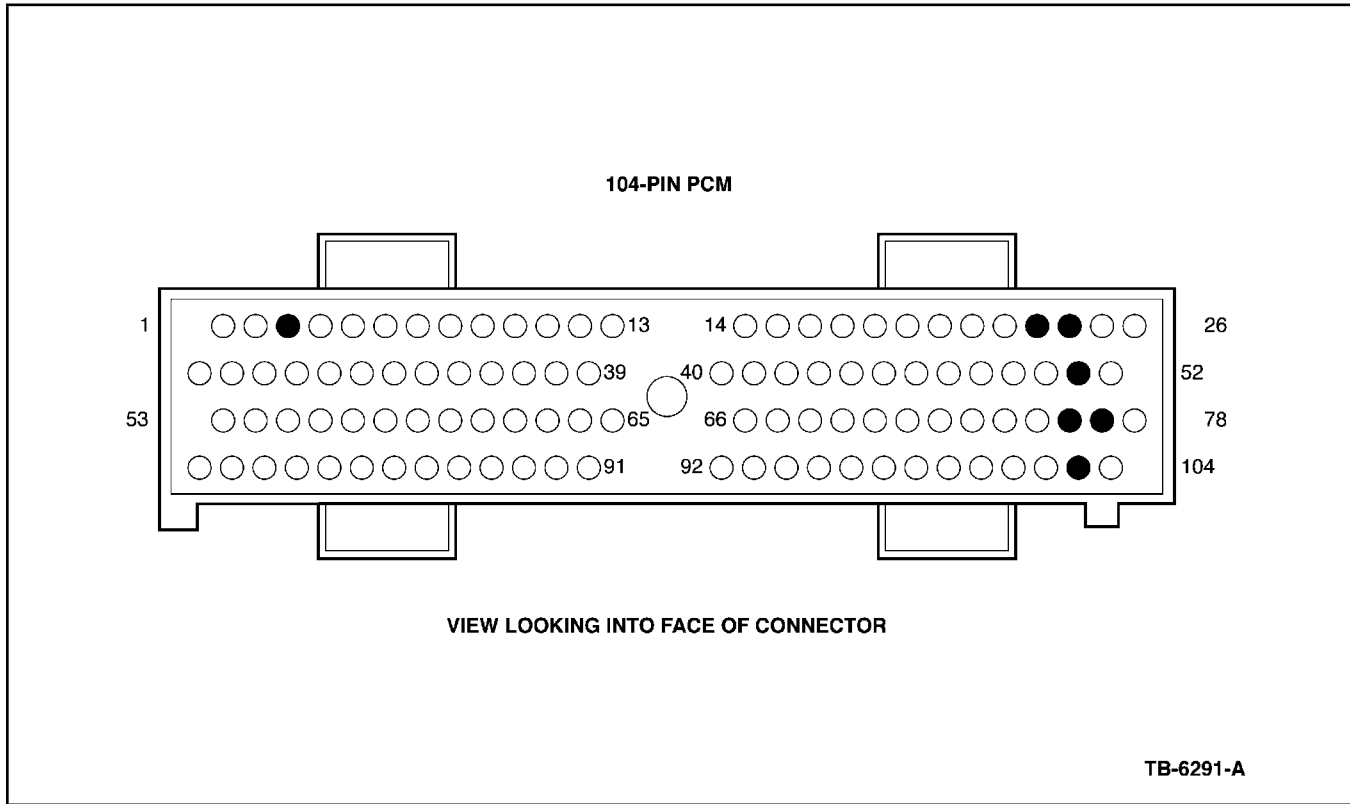 104-PIN PCM
1 13 14 26
39 40 52
53 65 66 78
91 92 104
VIEW LOOKING INTO FACE OF CONNECTOR
TB-6291-A